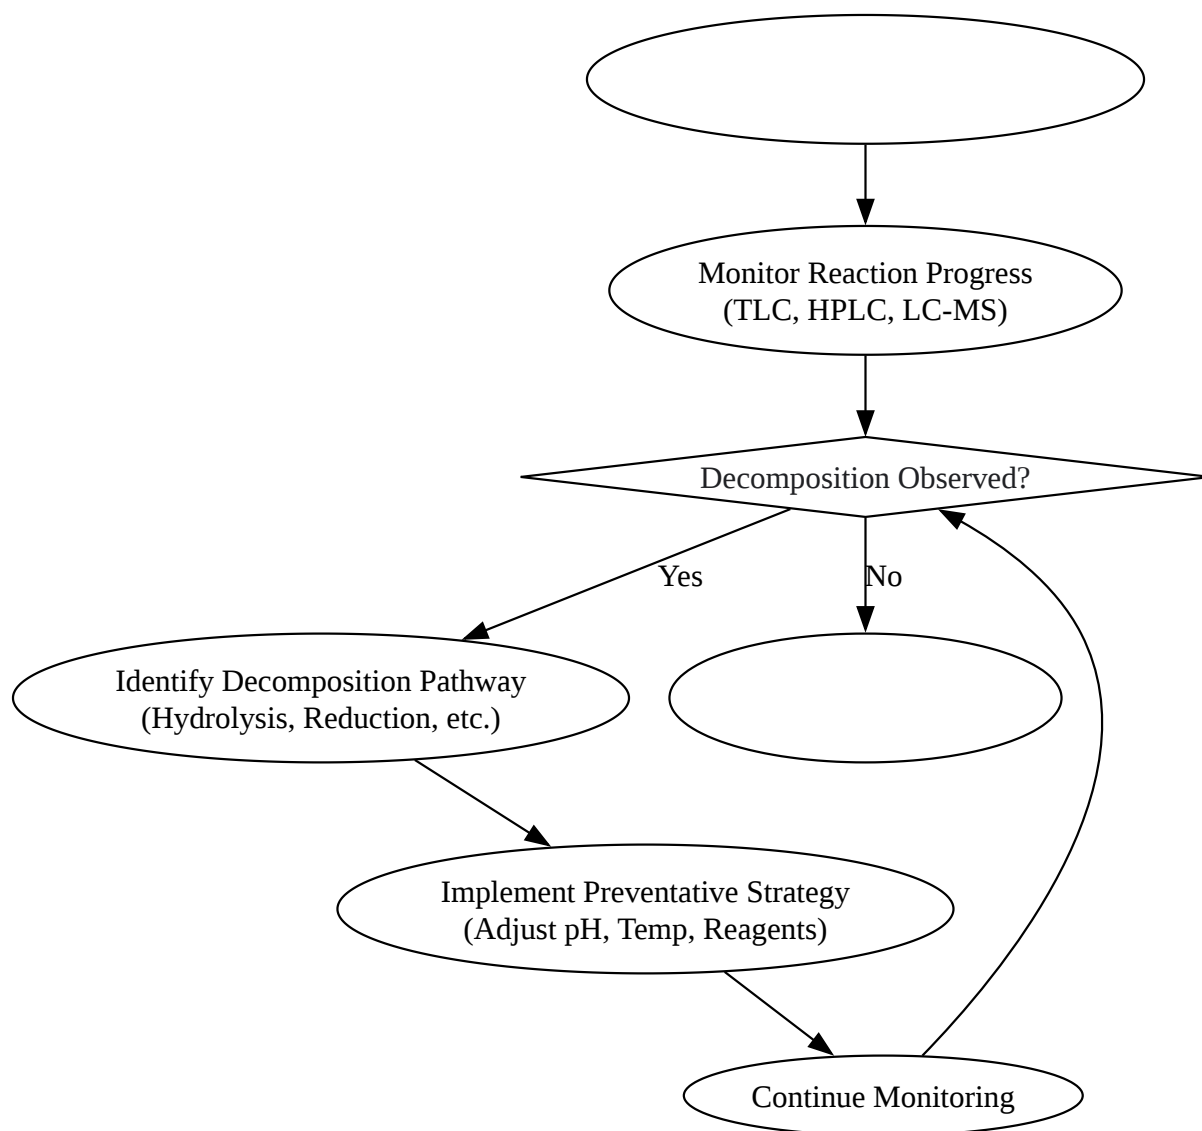 Monitor Reaction Progress
(TLC, HPLC, LC-MS)
Decomposition Observed?
Yes
No
Identify Decomposition Pathway
(Hydrolysis, Reduction, etc.)
Implement Preventative Strategy
(Adjust pH, Temp, Reagents)
Continue Monitoring